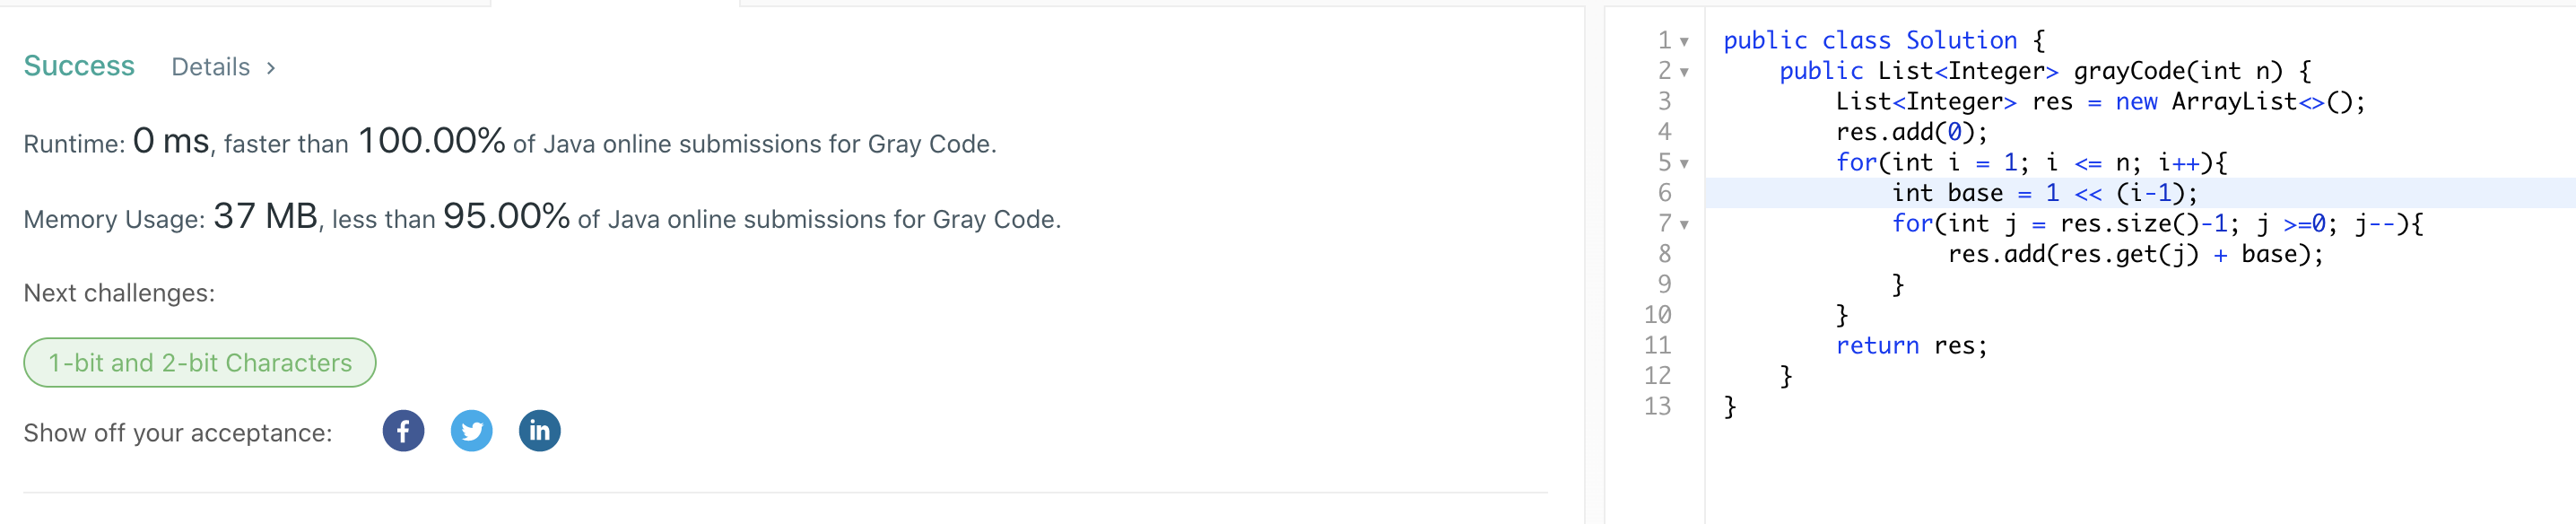 Success Details >
Runtime: 0 ms, faster than 100.00% of Java online submissions for Gray Code.
Memory Usage: 37 MB, less than 95.00% of Java online submissions for Gray Code.
Next challenges:
1-bit and 2-bit Characters
Show off your acceptance: f in
1 public class Solution {
2     public List<Integer> grayCode(int n) {
3         List<Integer> res = new ArrayList<>();
4         res.add(0);
5         for(int i = 1; i <= n; i++){
6             int base = 1 << (i-1);
7             for(int j = res.size()-1; j >=0; j--){
8                 res.add(res.get(j) + base);
9             }
10         }
11         return res;
12     }
13 }